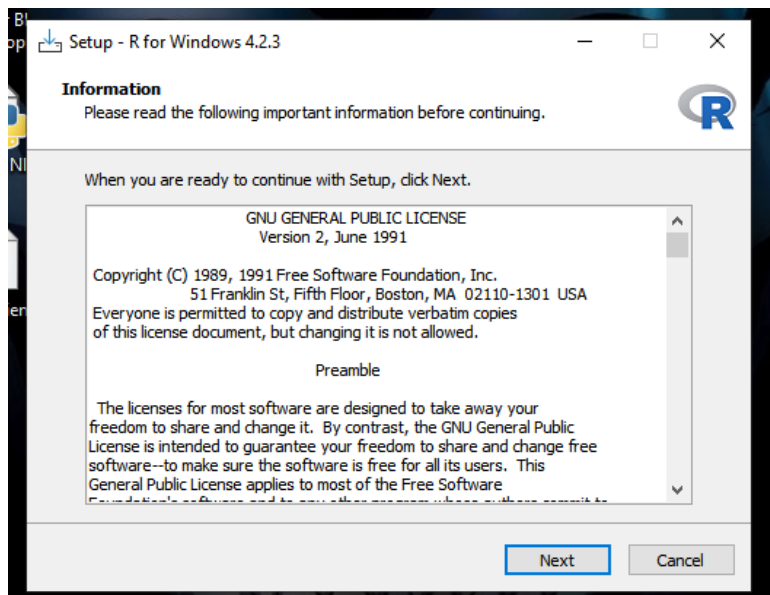 Setup - R for Windows 4.2.3
Information
Please read the following important information before continuing.
R
When you are ready to continue with Setup, click Next.
GNU GENERAL PUBLIC LICENSE
Version 2, June 1991
Copyright (C) 1989, 1991 Free Software Foundation, Inc.
51 Franklin St, Fifth Floor, Boston, MA 02110-1301 USA
Everyone is permitted to copy and distribute verbatim copies
of this license document, but changing it is not allowed.
Preamble
The licenses for most software are designed to take away your
freedom to share and change it. By contrast, the GNU General Public
License is intended to guarantee your freedom to share and change free
software--to make sure the software is free for all its users. This
General Public License applies to most of the Free Software
Next
Cancel